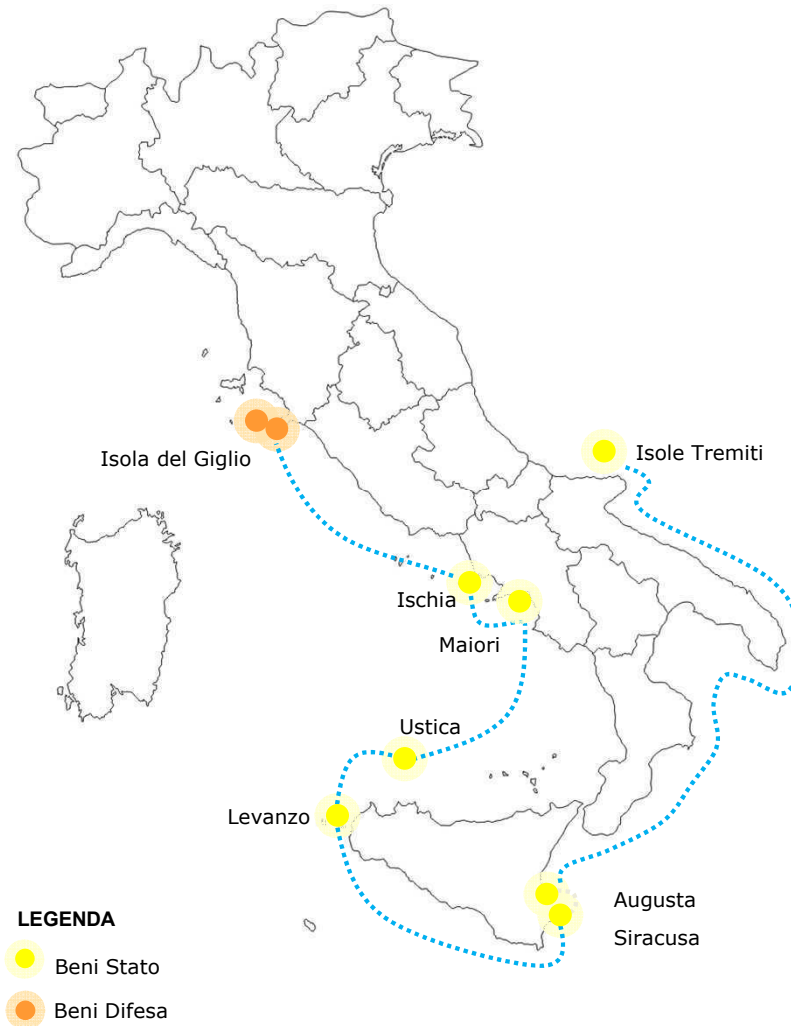 Isole Tremiti
Isola del Giglio
Ischia
Maiori
Ustica
Levanzo
Augusta
Siracusa
LEGENDA
Beni Stato
Beni Difesa